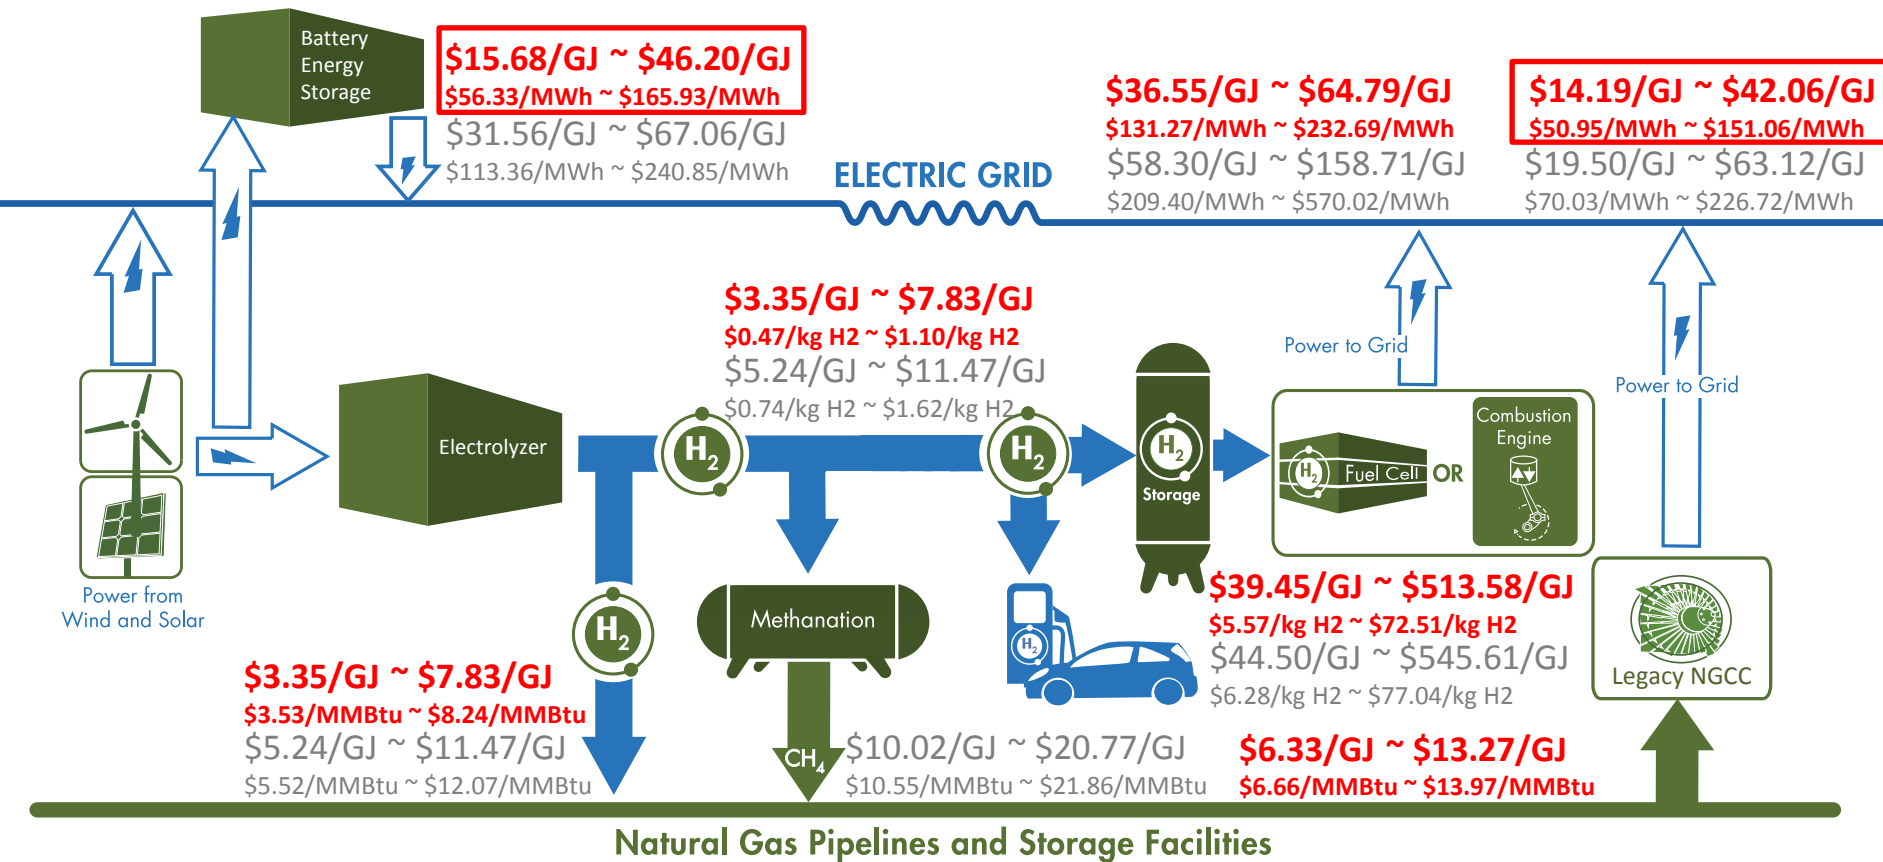 Battery
Energy
Storage
$15.68/GJ ~ $46.20/GJ
$56.33/MWh ~ $165.93/MWh
$31.56/GJ ~ $67.06/GJ
$113.36/MWh ~ $240.85/MWh
ELECTRIC GRID
$36.55/GJ ~ $64.79/GJ
$131.27/MWh ~ $232.69/MWh
$58.30/GJ ~ $158.71/GJ
$209.40/MWh ~ $570.02/MWh
$14.19/GJ ~ $42.06/GJ
$50.95/MWh ~ $151.06/MWh
$19.50/GJ ~ $63.12/GJ
$70.03/MWh ~ $226.72/MWh
$3.35/GJ ~ $7.83/GJ
$0.47/kg H2 ~ $1.10/kg H2
$5.24/GJ ~ $11.47/GJ
$0.74/kg H2 ~ $1.62/kg H2
Power to Grid
Power to Grid
Power from
Wind and Solar
Electrolyzer
H2
H2
H2
Storage
H2
Fuel Cell
OR
Combustion
Engine
H2
Methanation
CH4
H2
Legacy NGCC
$3.35/GJ ~ $7.83/GJ
$3.53/MMBtu ~ $8.24/MMBtu
$5.24/GJ ~ $11.47/GJ
$5.52/MMBtu ~ $12.07/MMBtu
$10.02/GJ ~ $20.77/GJ
$10.55/MMBtu ~ $21.86/MMBtu
$39.45/GJ ~ $513.58/GJ
$5.57/kg H2 ~ $72.51/kg H2
$44.50/GJ ~ $545.61/GJ
$6.28/kg H2 ~ $77.04/kg H2
$6.33/GJ ~ $13.27/GJ
$6.66/MMBtu ~ $13.97/MMBtu
Natural Gas Pipelines and Storage Facilities